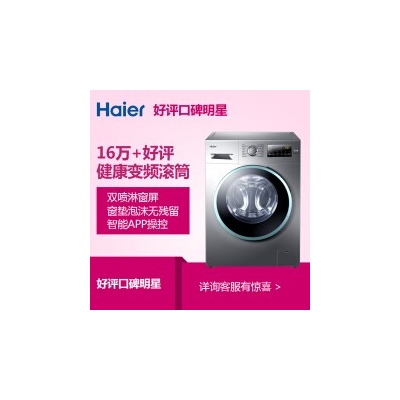 Haier 好评口碑明星
16万+好评
健康变频滚筒
双喷淋窗屏
窗垫泡沫无残留
智能APP操控
好评口碑明星
详询客服有惊喜 >